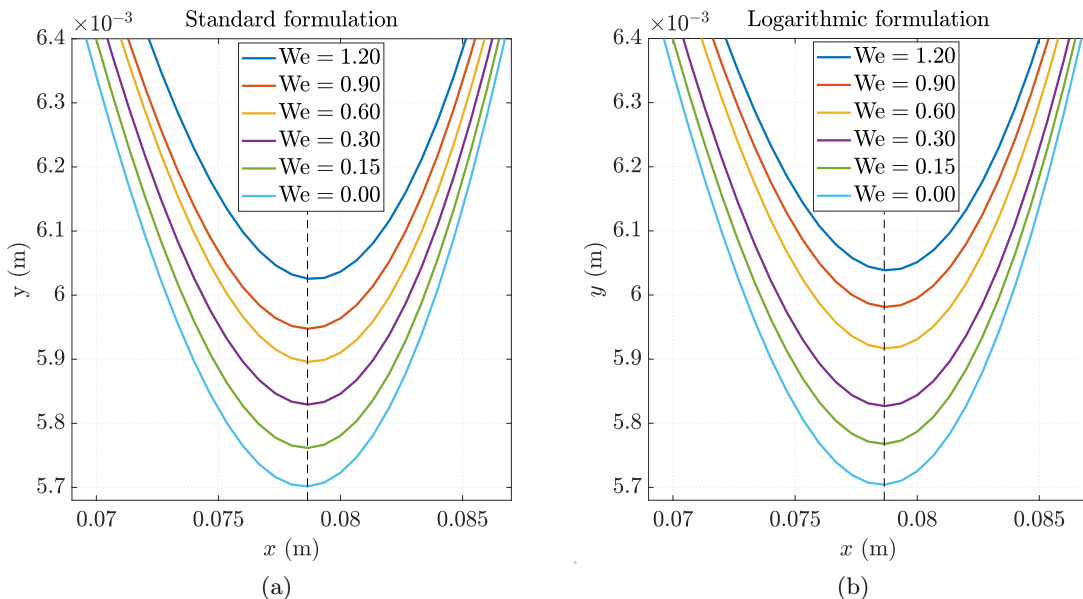 Standard formulation
×10⁻³
6.4
6.3
6.2
6.1
6
5.9
5.8
5.7
y (m)
We = 1.20
We = 0.90
We = 0.60
We = 0.30
We = 0.15
We = 0.00
0.07 0.075 0.08 0.085
x (m)
(a)
Logarithmic formulation
×10⁻³
6.4
6.3
6.2
6.1
6
5.9
5.8
5.7
y (m)
We = 1.20
We = 0.90
We = 0.60
We = 0.30
We = 0.15
We = 0.00
0.07 0.075 0.08 0.085
x (m)
(b)